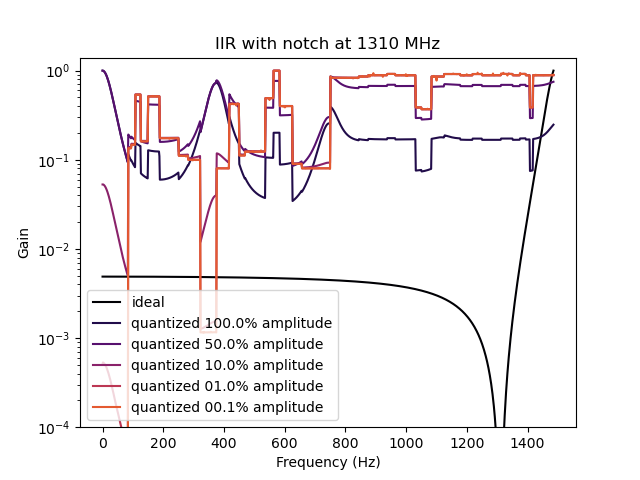 IIR with notch at 1310 MHz
Gain
10⁰
10⁻¹
10⁻²
10⁻³
10⁻⁴
ideal
quantized 100.0% amplitude
quantized 50.0% amplitude
quantized 10.0% amplitude
quantized 01.0% amplitude
quantized 00.1% amplitude
0 200 400 600 800 1000 1200 1400
Frequency (Hz)